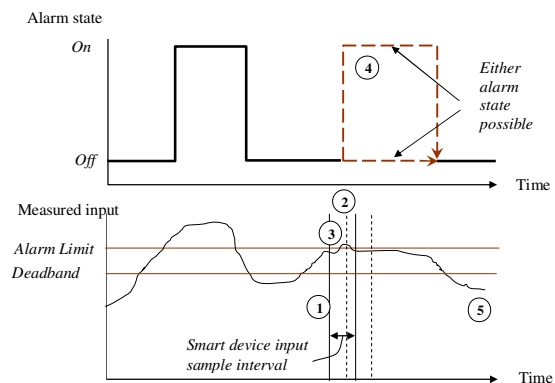 Alarm state
On
4
Either
alarm
state
possible
Off
Time
Measured input
2
Alarm Limit
3
Deadband
1
5
Smart device input
sample interval
Time